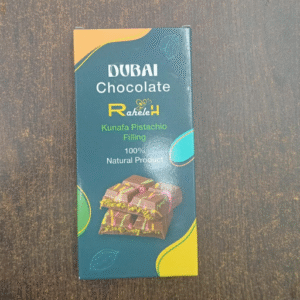 DUBAI
Chocolate
RaheleH
Kunafa Pistachio
Filling
100%
Natural Product